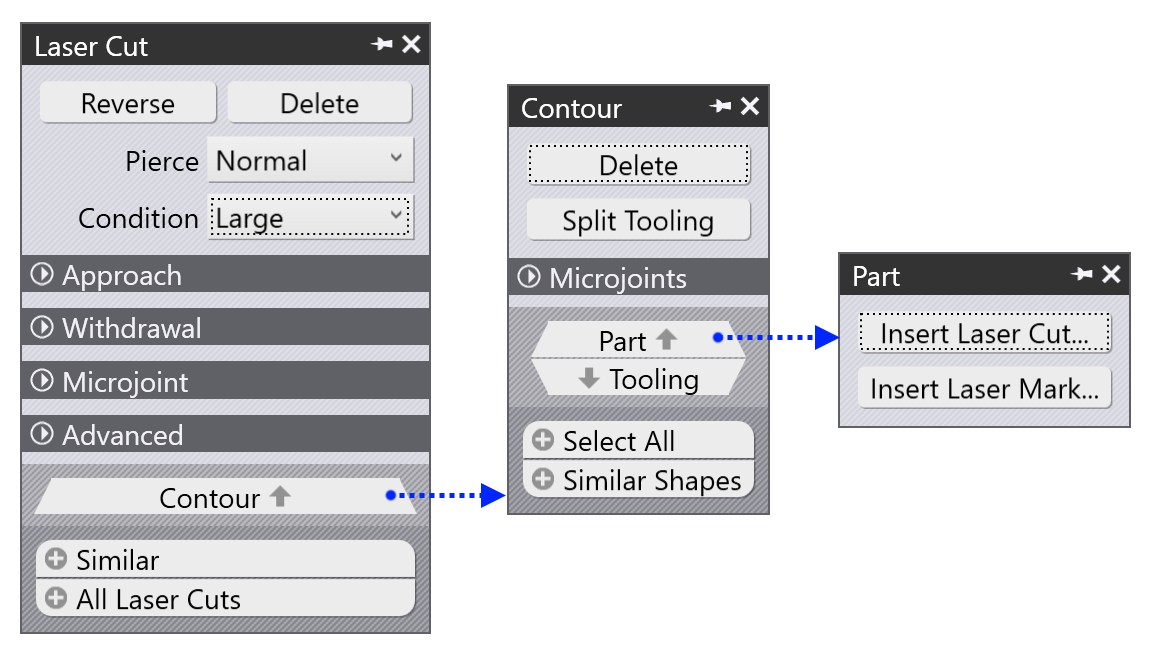 Laser Cut
Reverse Delete
Pierce Normal
Condition Large
Approach
Withdrawal
Microjoint
Advanced
Contour
Similar
All Laser Cuts
Contour
Delete
Split Tooling
Microjoints
Part
Tooling
Select All
Similar Shapes
Part
Insert Laser Cut...
Insert Laser Mark...